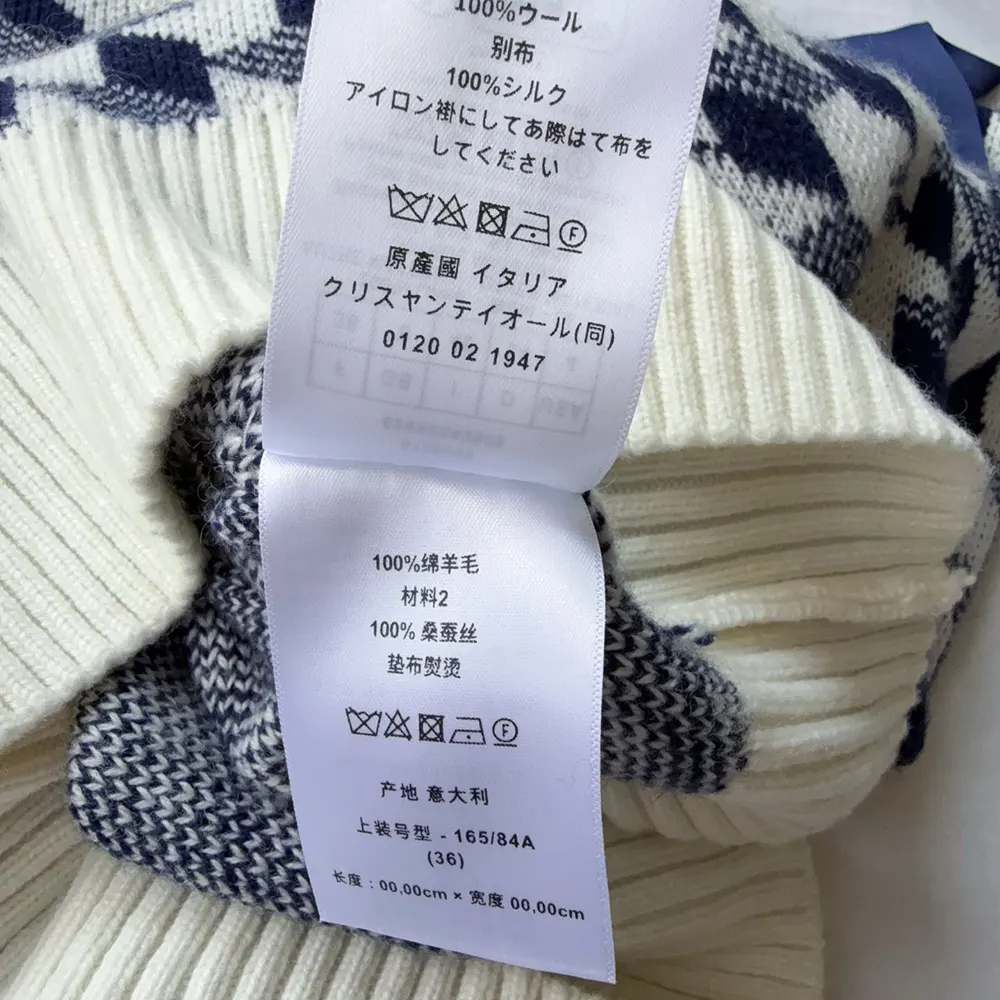 100%ウール
別布
100%シルク
アイロン褂にしてあ際はて布を
してください
原產國 イタリア
クリスヤンテイオール(同)
0120 02 1947
100%绵羊毛
材料2
100% 桑蚕丝
垫布熨烫
产地 意大利
上装号型 - 165/84A
(36)
长度：00,00cm × 宽度 00,00cm